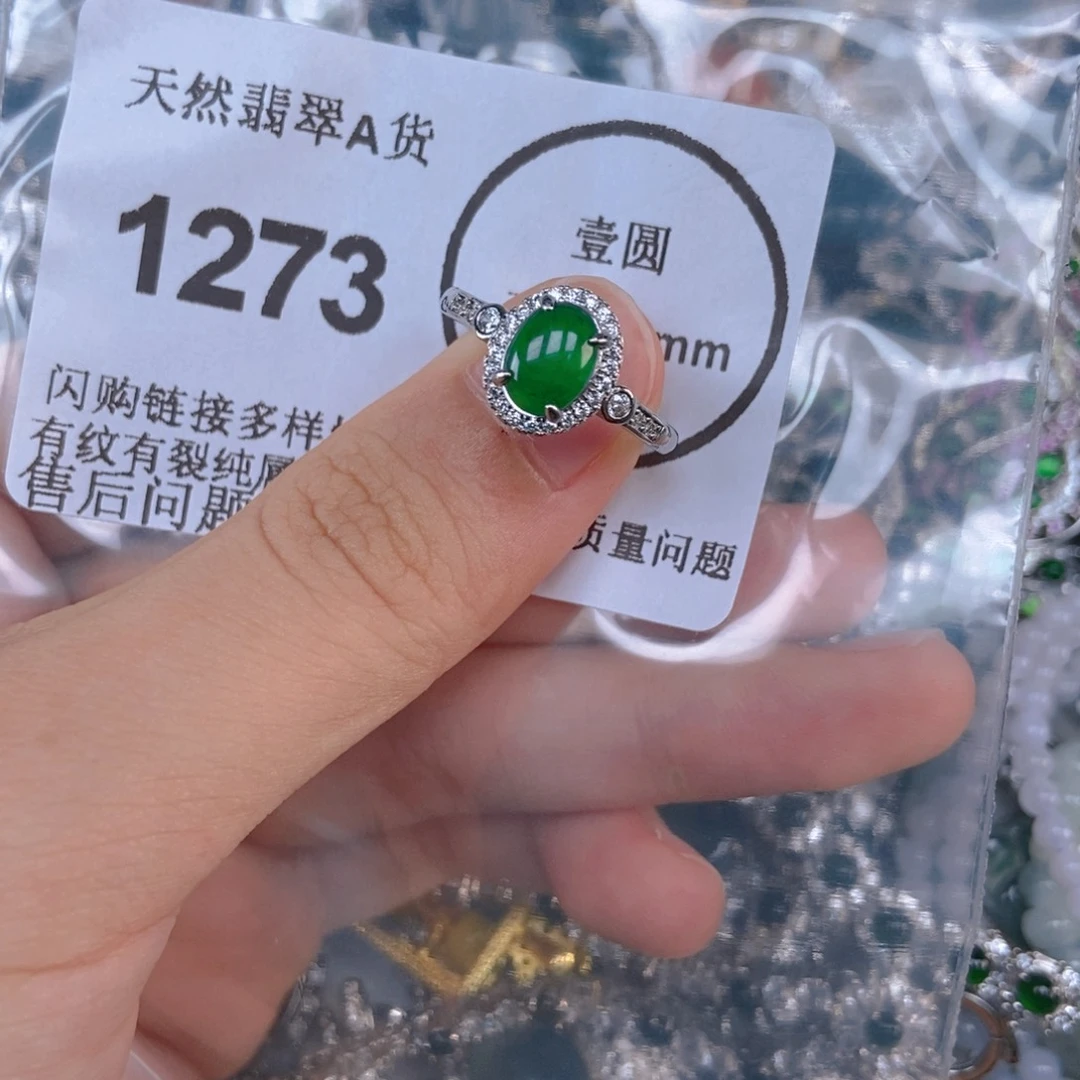 天然翡翠A货
1273
壹圆
mm
闪购链接多样
有纹有裂纯属
售后问题
质量问题